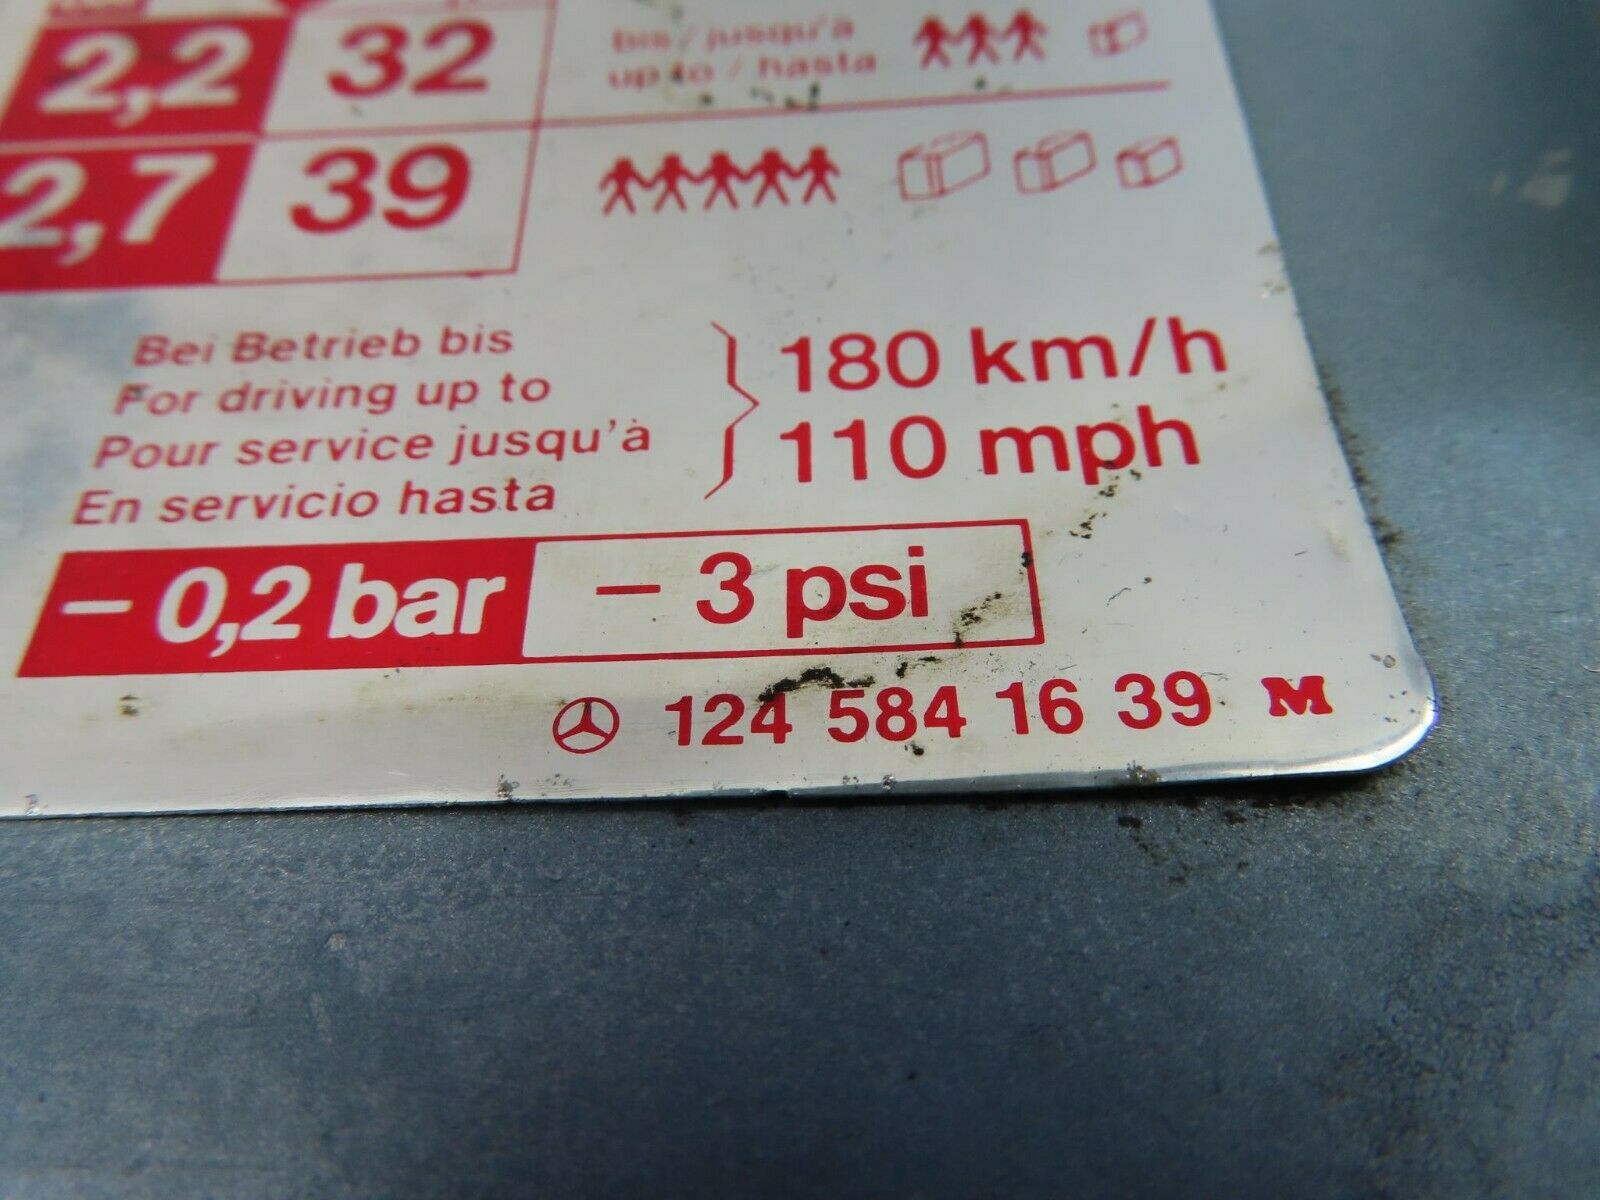 2,2 32 bis / jusqu'à
up to / hasta
2,7 39
Bei Betrieb bis
For driving up to
Pour service jusqu'à
En servicio hasta
180 km/h
110 mph
– 0,2 bar – 3 psi
124 584 16 39 M